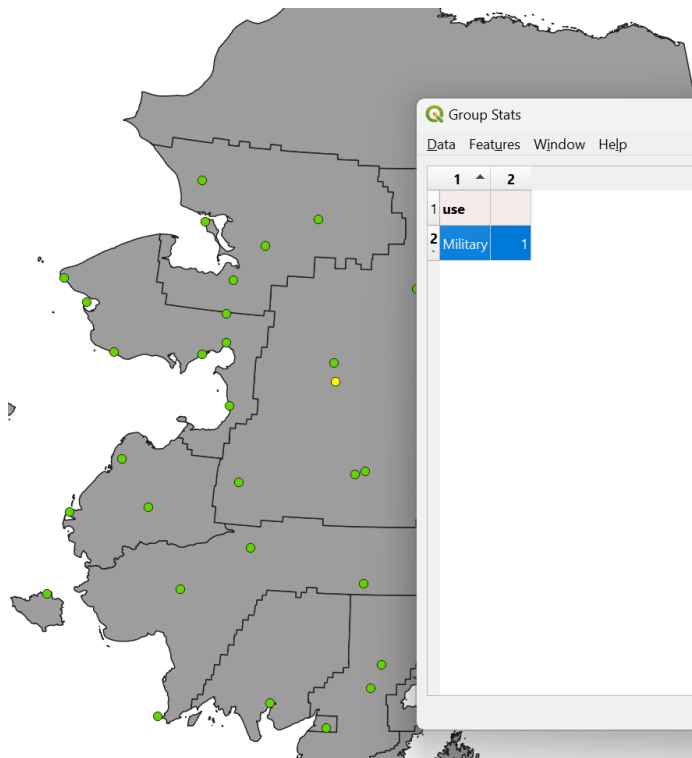 Group Stats
Data Features Window Help
1 2
1 use
2 Military 1